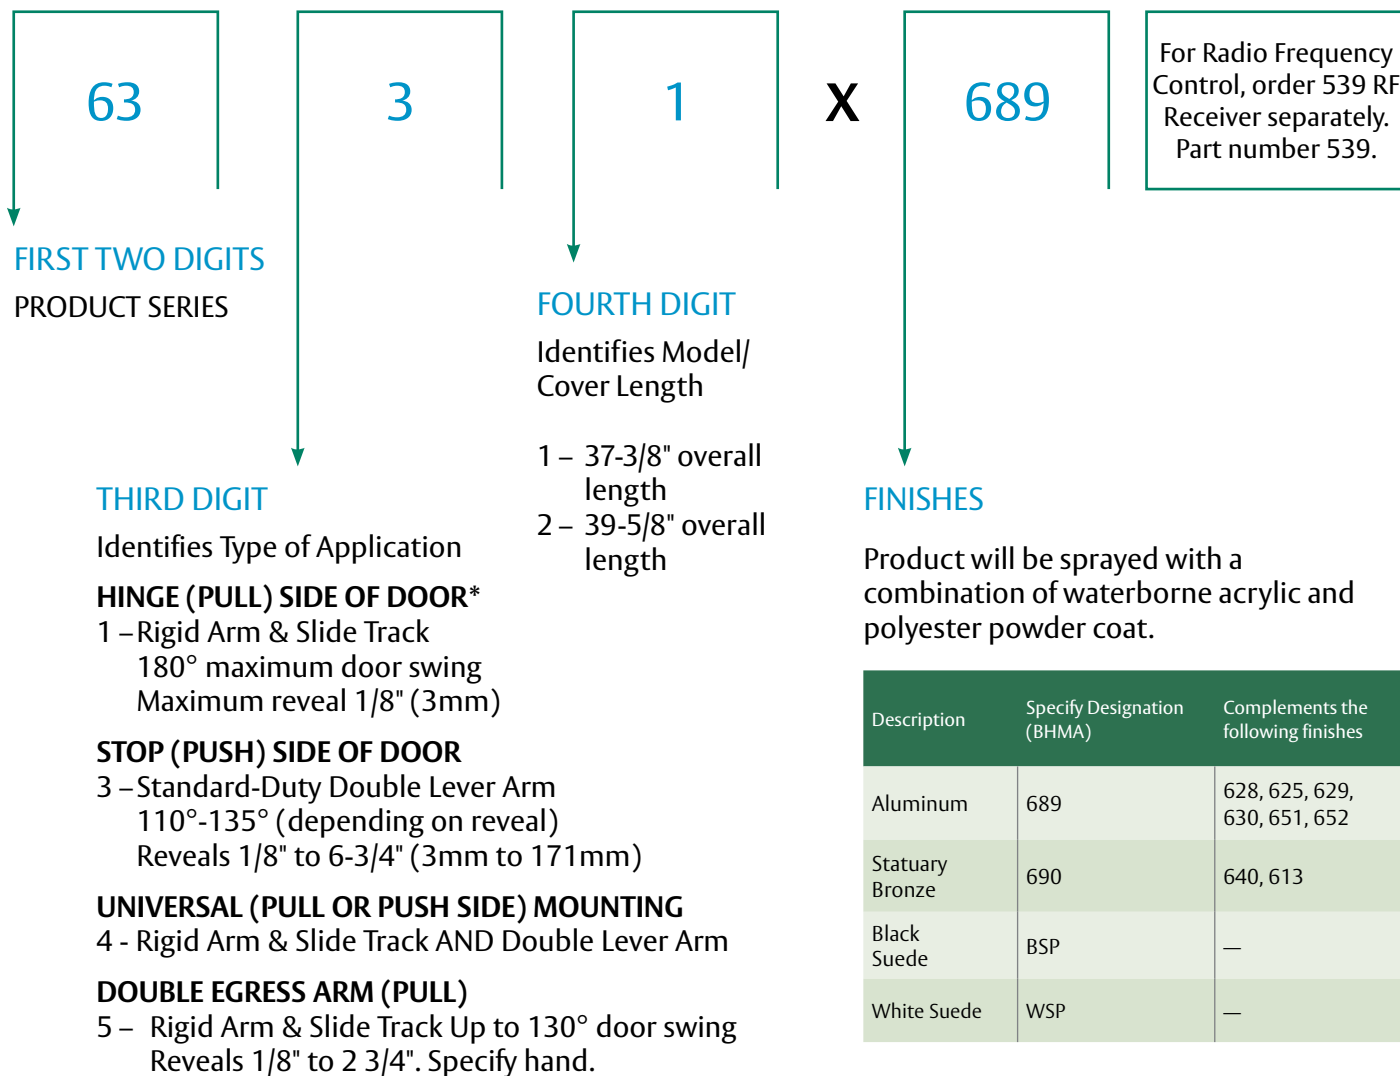 63
3
1
X
689
For Radio Frequency
Control, order 539 RF
Receiver separately.
Part number 539.
FIRST TWO DIGITS
PRODUCT SERIES
THIRD DIGIT
Identifies Type of Application
HINGE (PULL) SIDE OF DOOR*
1 – Rigid Arm & Slide Track
180° maximum door swing
Maximum reveal 1/8" (3mm)
STOP (PUSH) SIDE OF DOOR
3 – Standard-Duty Double Lever Arm
110°-135° (depending on reveal)
Reveals 1/8" to 6-3/4" (3mm to 171mm)
UNIVERSAL (PULL OR PUSH SIDE) MOUNTING
4 - Rigid Arm & Slide Track AND Double Lever Arm
DOUBLE EGRESS ARM (PULL)
5 – Rigid Arm & Slide Track Up to 130° door swing
Reveals 1/8" to 2 3/4". Specify hand.
FOURTH DIGIT
Identifies Model/
Cover Length
1 – 37-3/8" overall
length
2 – 39-5/8" overall
length
FINISHES
Product will be sprayed with a
combination of waterborne acrylic and
polyester powder coat.
Description
Specify Designation
(BHMA)
Complements the
following finishes
Aluminum
689
628, 625, 629,
630, 651, 652
Statuary
Bronze
690
640, 613
Black
Suede
BSP
—
White Suede
WSP
—